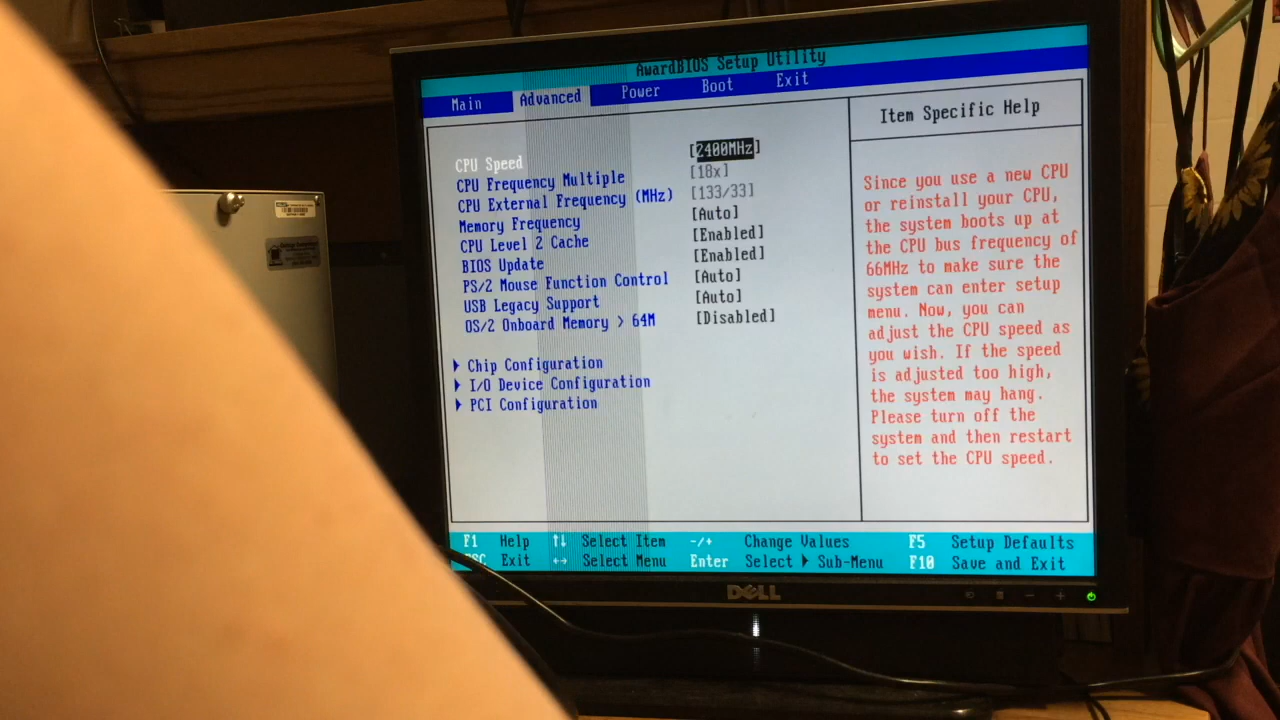 AwardBIOS Setup Utility
Main Advanced Power Boot Exit
CPU Speed [2400MHz]
CPU Frequency Multiple [18x]
CPU External Frequency (MHz) [133/33]
Memory Frequency [Auto]
CPU Level 2 Cache [Enabled]
BIOS Update [Enabled]
PS/2 Mouse Function Control [Auto]
USB Legacy Support [Auto]
OS/2 Onboard Memory > 64M [Disabled]
Chip Configuration
I/O Device Configuration
PCI Configuration
Item Specific Help
Since you use a new CPU
or reinstall your CPU,
the system boots up at
the CPU bus frequency of
66MHz to make sure the
system can enter setup
menu. Now, you can
adjust the CPU speed as
you wish. If the speed
is adjusted too high,
the system may hang.
Please turn off the
system and then restart
to set the CPU speed.
F1 Help ↑↓ Select Item -/+ Change Values F5 Setup Defaults
ESC Exit ←→ Select Menu Enter Select ▶ Sub-Menu F10 Save and Exit
DELL